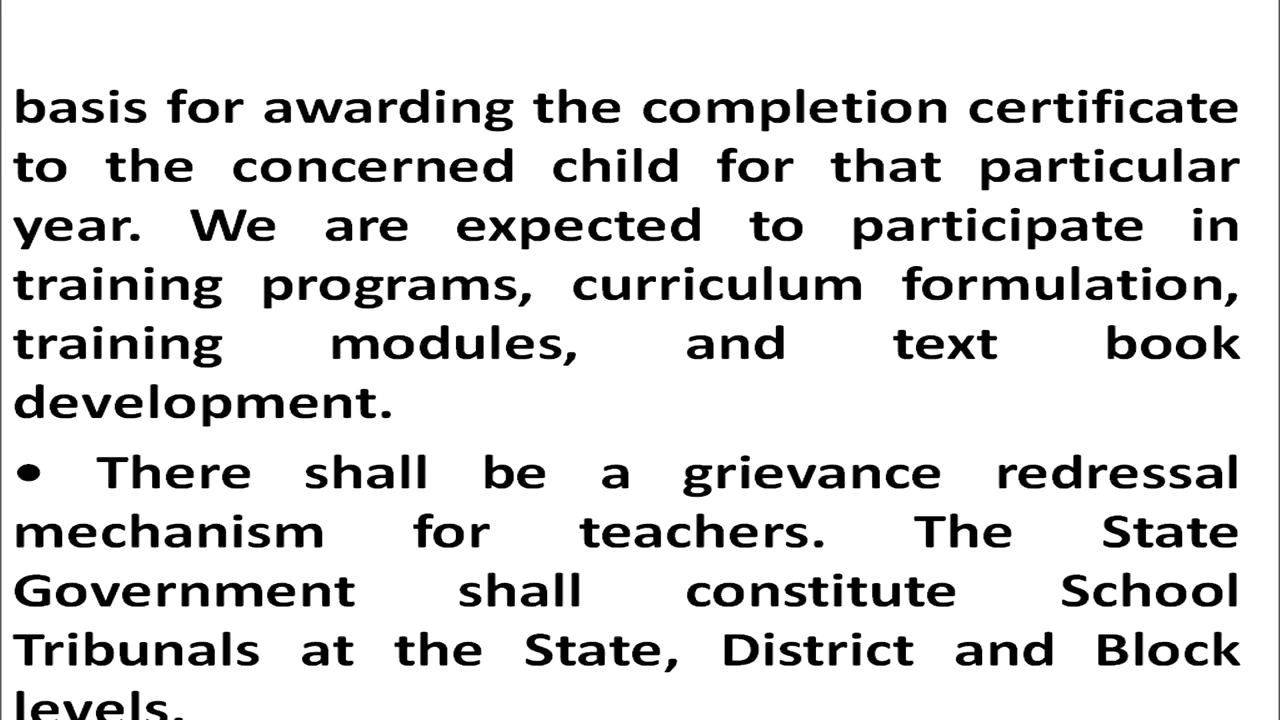 basis for awarding the completion certificate
to the concerned child for that particular
year. We are expected to participate in
training programs, curriculum formulation,
training modules, and text book
development.
• There shall be a grievance redressal
mechanism for teachers. The State
Government shall constitute School
Tribunals at the State, District and Block
levels.